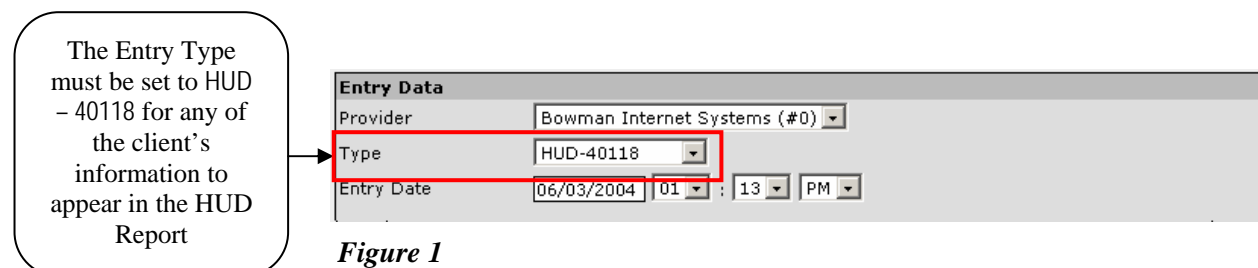 The Entry Type
must be set to HUD
– 40118 for any of
the client's
information to
appear in the HUD
Report
Entry Data
Provider Bowman Internet Systems (#0)
Type HUD-40118
Entry Date 06/03/2004 01 : 13 PM
Figure 1